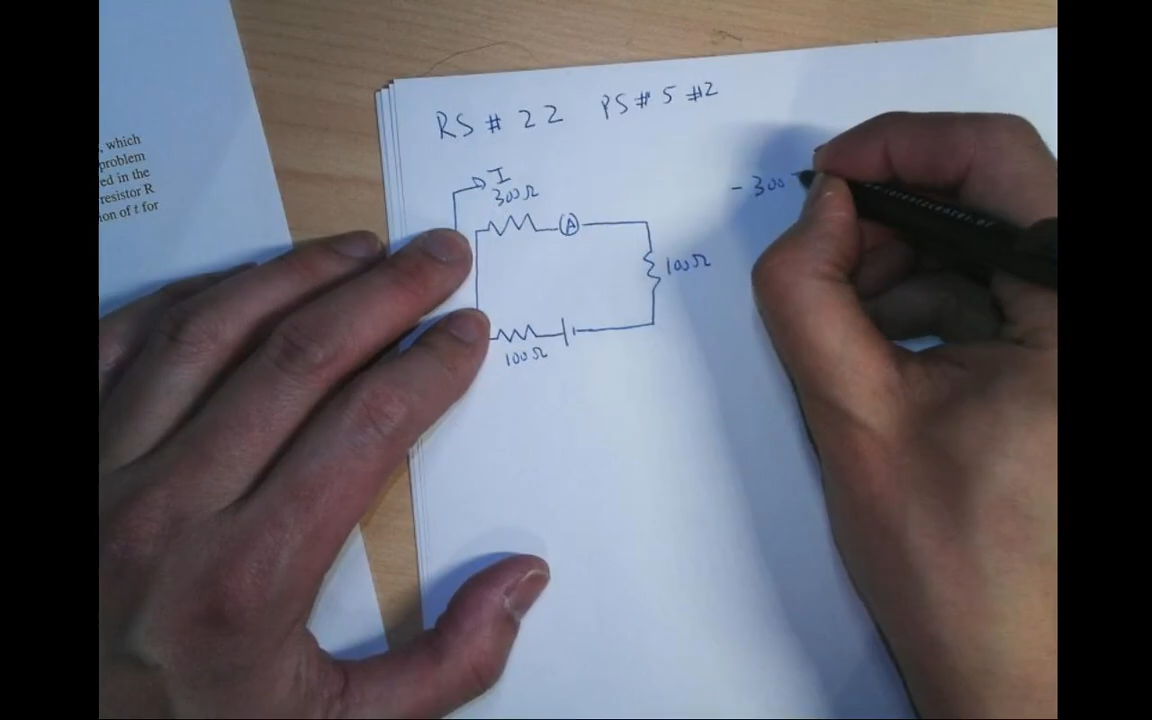 , which
problem
ed in the
resistor R
ion of t for
RS # 22 PS # 5 #2
I
300Ω
A
100Ω
100Ω
- 300